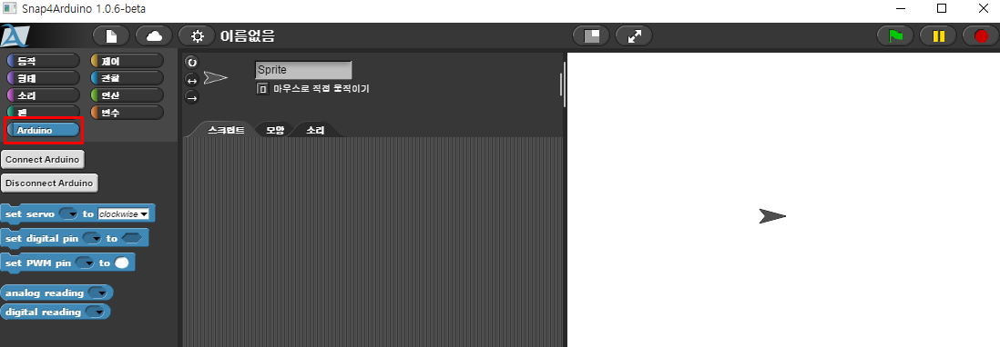 Snap4Arduino 1.0.6-beta
이름없음
동작
제어
형태
관찰
소리
연산
펜
변수
Arduino
Sprite
마우스로 직접 움직이기
스크립트
모양
소리
Connect Arduino
Disconnect Arduino
set servo to clockwise
set digital pin to
set PWM pin to
analog reading
digital reading